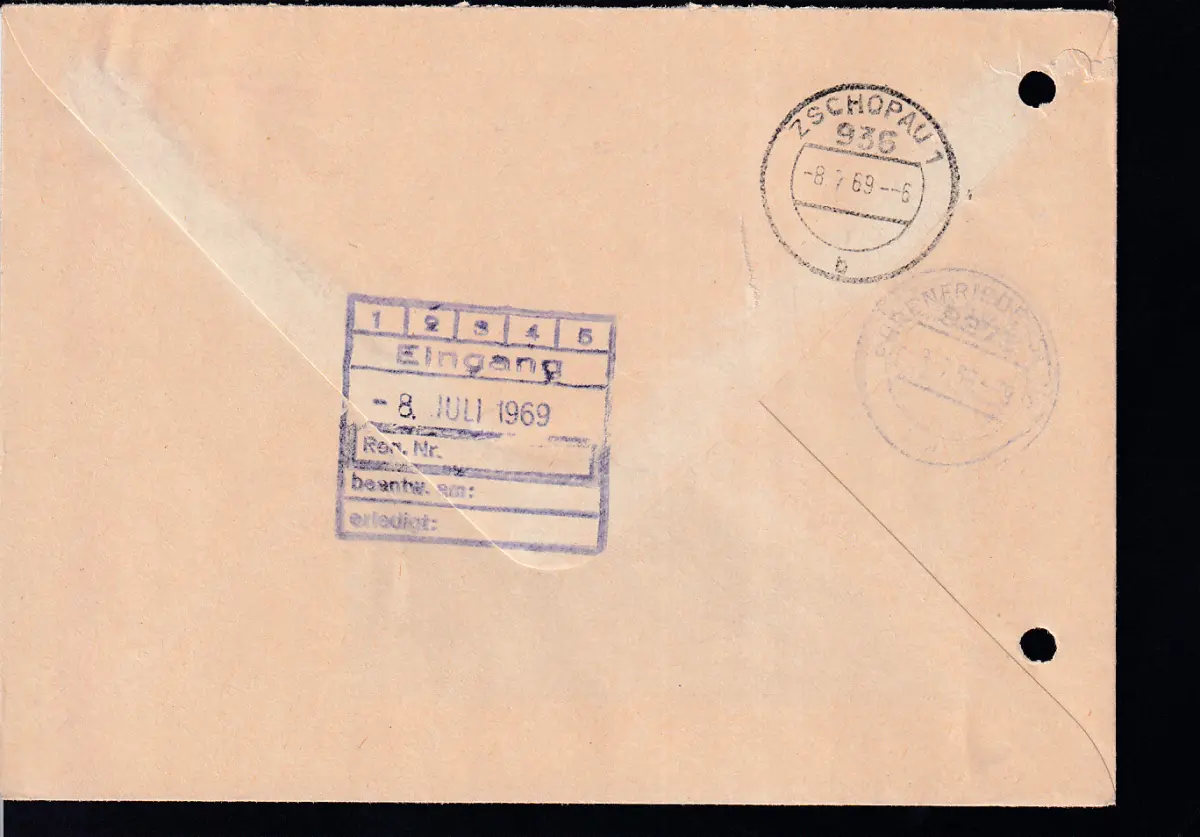 ZSCHOPAU 1
936
-8.7.69--6
b
1 2 3 4 5
Eingang
-8. JULI 1969
Reg. Nr.
beantw. am:
erledigt: